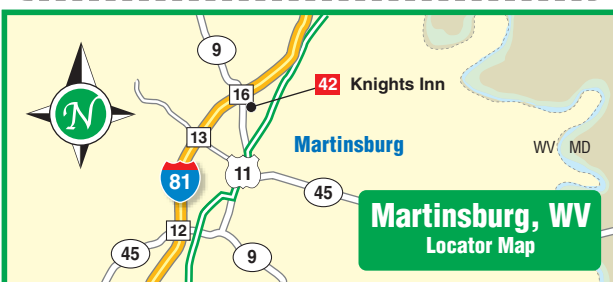 9
16
42 Knights Inn
13
Martinsburg
WV MD
81
11
45
Martinsburg, WV
Locator Map
12
45
9
N